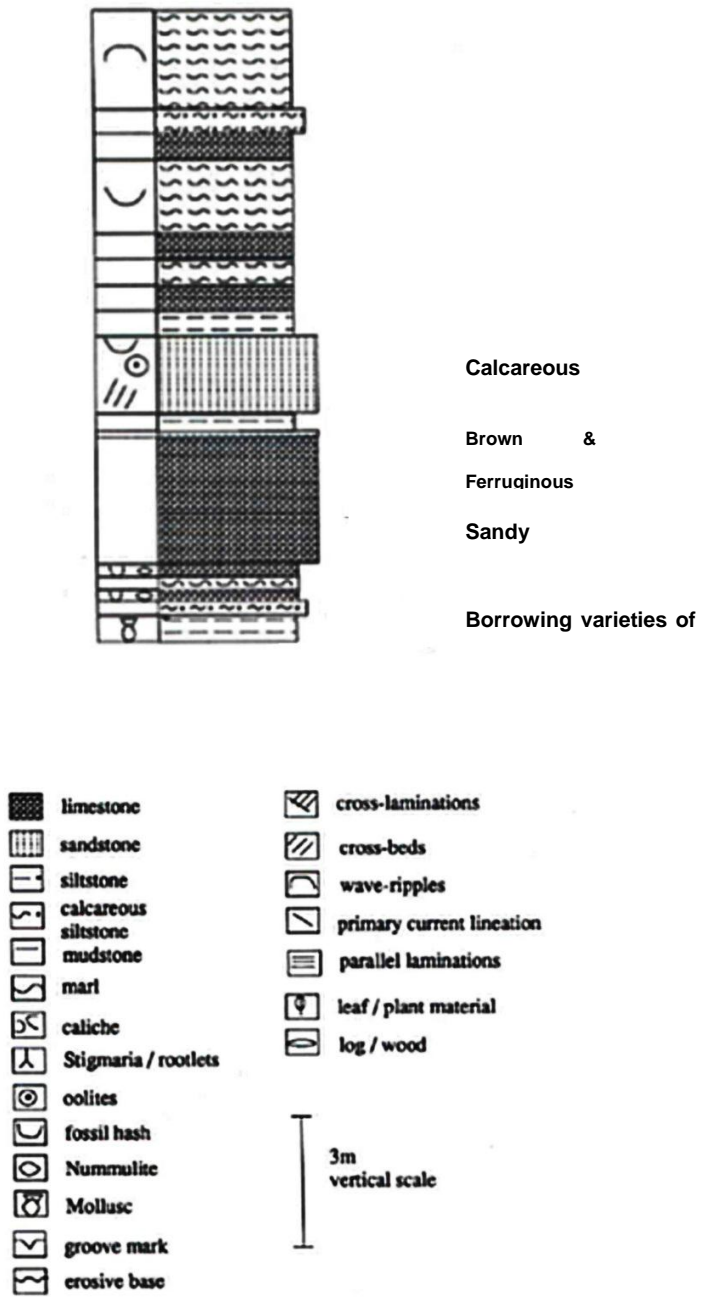 Calcareous
Brown &
Ferruginous
Sandy
Borrowing varieties of
limestone
sandstone
siltstone
calcareous
siltstone
mudstone
marl
caliche
Stigmaria / rootlets
oolites
fossil hash
Nummulite
Mollusc
groove mark
erosive base
cross-laminations
cross-beds
wave-ripples
primary current lineation
parallel laminations
leaf / plant material
log / wood
3m
vertical scale